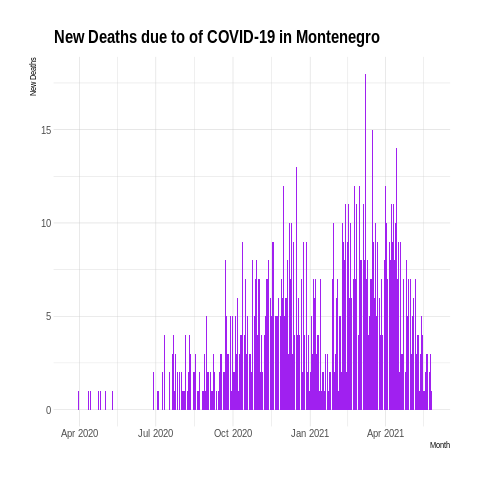 New Deaths due to of COVID-19 in Montenegro
New Deaths
15
10
5
0
Apr 2020 Jul 2020 Oct 2020 Jan 2021 Apr 2021
Month